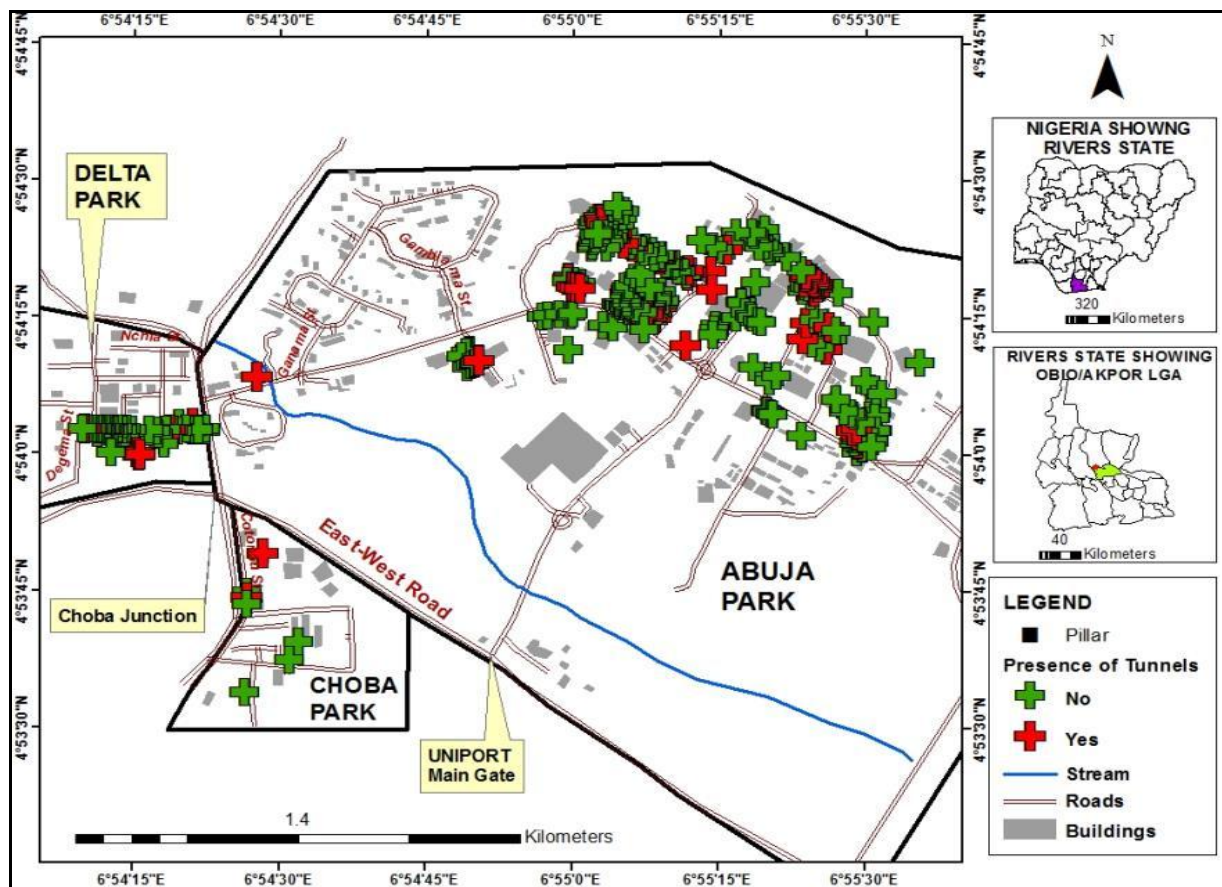 6°54'15"E 6°54'30"E 6°54'45"E 6°55'0"E 6°55'15"E 6°55'30"E
4°54'45"N
4°54'45"N
N
NIGERIA SHOWNG
RIVERS STATE
320
Kilometers
4°54'30"N
4°54'30"N
DELTA
PARK
Gambiama St.
4°54'15"N
4°54'15"N
Ganama St.
Degema St
4°54'0"N
4°54'0"N
RIVERS STATE SHOWING
OBIO/AKPOR LGA
40
Kilometers
East-West Road
4°53'45"N
4°53'45"N
ABUJA
PARK
Choba Junction
CHOBA
PARK
4°53'30"N
4°53'30"N
UNIPORT
Main Gate
1.4
Kilometers
LEGEND
Pillar
Presence of Tunnels
No
Yes
Stream
Roads
Buildings
6°54'15"E 6°54'30"E 6°54'45"E 6°55'0"E 6°55'15"E 6°55'30"E